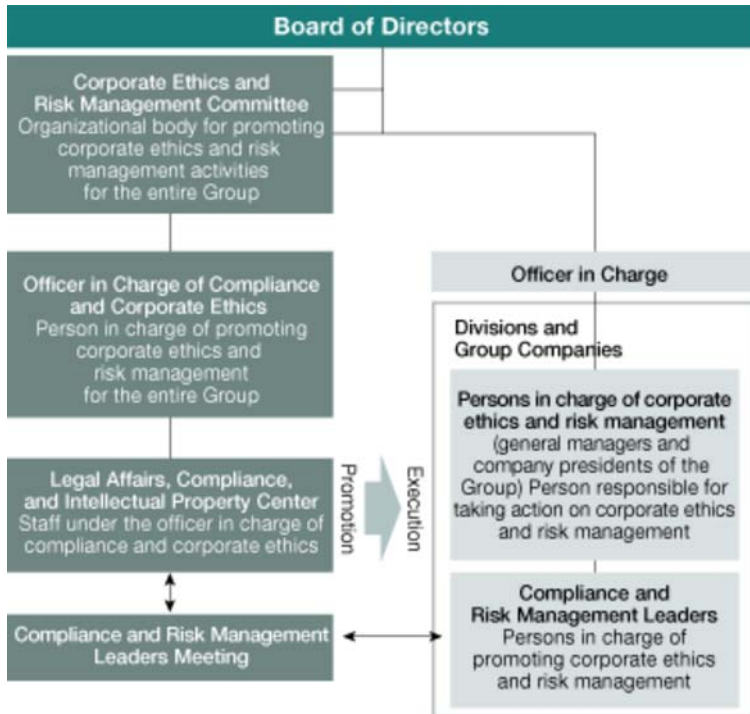 Board of Directors
Corporate Ethics and
Risk Management Committee
Organizational body for promoting
corporate ethics and risk
management activities
for the entire Group
Officer in Charge of Compliance
and Corporate Ethics
Person in charge of promoting
corporate ethics and
risk management
for the entire Group
Legal Affairs, Compliance,
and Intellectual Property Center
Staff under the officer in charge of
compliance and corporate ethics
Compliance and Risk Management
Leaders Meeting
Promotion
Execution
Officer in Charge
Divisions and
Group Companies
Persons in charge of corporate
ethics and risk management
(general managers and
company presidents of the
Group) Person responsible for
taking action on corporate ethics
and risk management
Compliance and
Risk Management Leaders
Persons in charge of
promoting corporate ethics
and risk management